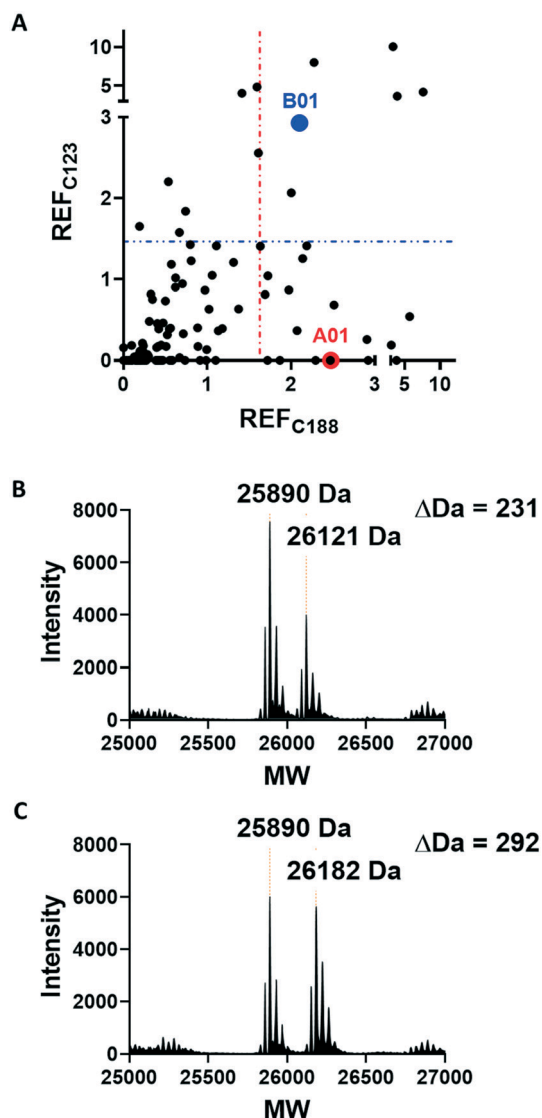 A
10
5
3
2
1
0
REFC123
B01
A01
0
1
2
3
5
10
REFC188
B
25890 Da
ΔDa = 231
26121 Da
8000
6000
4000
2000
0
Intensity
25000
25500
26000
26500
27000
MW
C
25890 Da
ΔDa = 292
26182 Da
8000
6000
4000
2000
0
Intensity
25000
25500
26000
26500
27000
MW